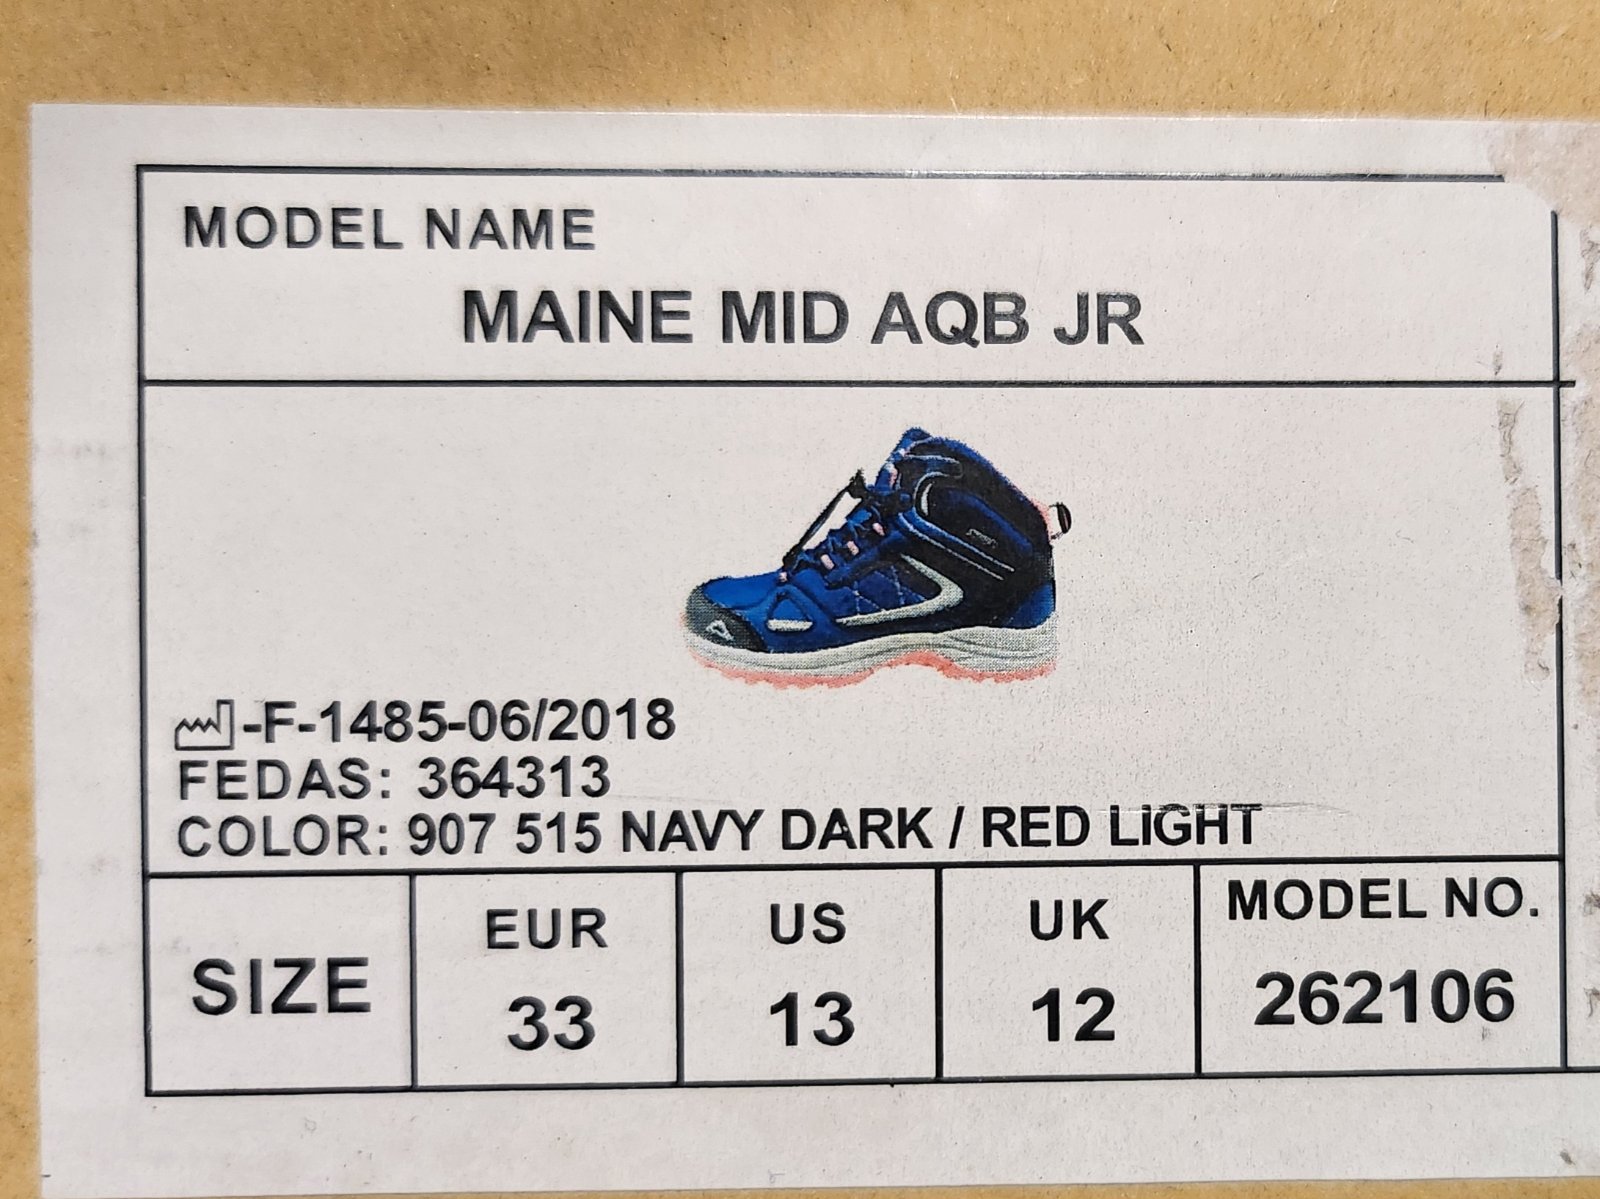 MODEL NAME
MAINE MID AQB JR
-F-1485-06/2018
FEDAS: 364313
COLOR: 907 515 NAVY DARK / RED LIGHT
SIZE
EUR
33
US
13
UK
12
MODEL NO.
262106